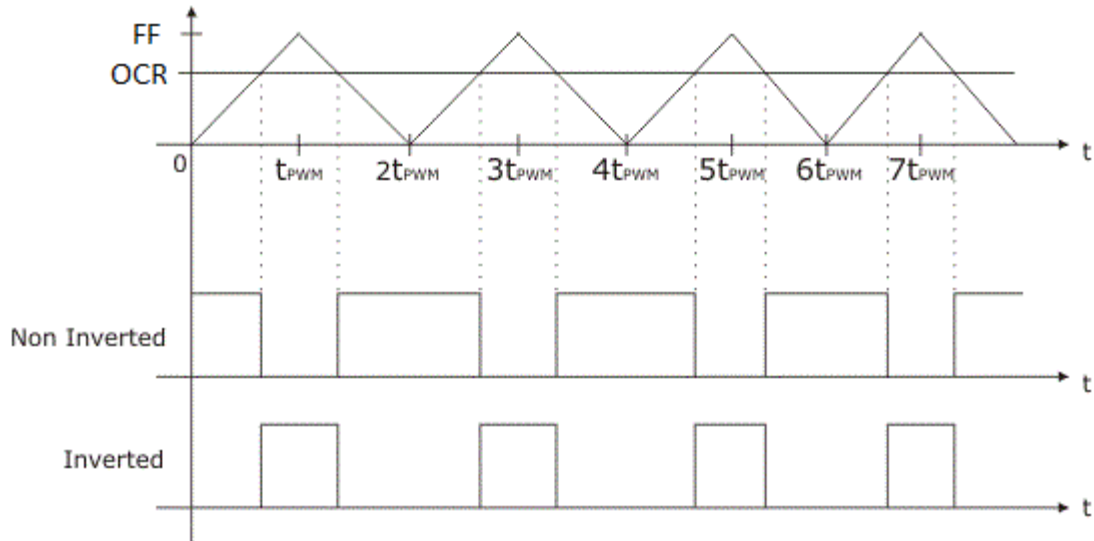 FF
OCR
t
0
tPWM 2tPWM 3tPWM 4tPWM 5tPWM 6tPWM 7tPWM
Non Inverted
t
Inverted
t